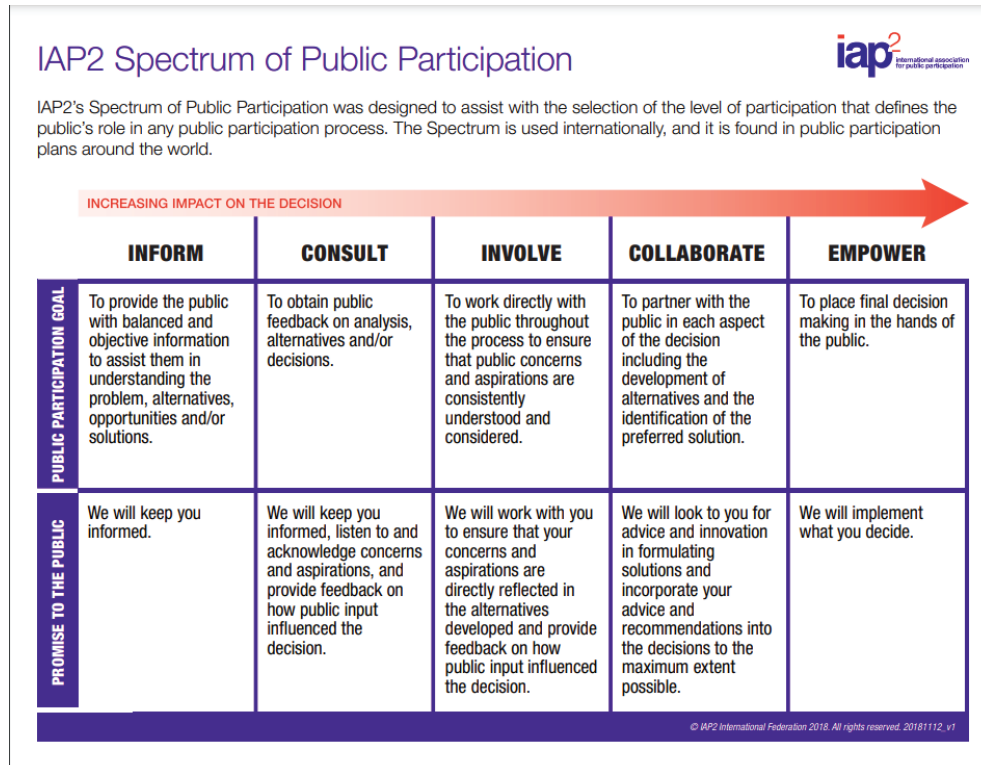 IAP2 Spectrum of Public Participation
iap2
international association
for public participation
IAP2's Spectrum of Public Participation was designed to assist with the selection of the level of participation that defines the
public's role in any public participation process. The Spectrum is used internationally, and it is found in public participation
plans around the world.
INCREASING IMPACT ON THE DECISION
INFORM
CONSULT
INVOLVE
COLLABORATE
EMPOWER
PUBLIC PARTICIPATION GOAL
To provide the public
with balanced and
objective information
to assist them in
understanding the
problem, alternatives,
opportunities and/or
solutions.
To obtain public
feedback on analysis,
alternatives and/or
decisions.
To work directly with
the public throughout
the process to ensure
that public concerns
and aspirations are
consistently
understood and
considered.
To partner with the
public in each aspect
of the decision
including the
development of
alternatives and the
identification of the
preferred solution.
To place final decision
making in the hands of
the public.
PROMISE TO THE PUBLIC
We will keep you
informed.
We will keep you
informed, listen to and
acknowledge concerns
and aspirations, and
provide feedback on
how public input
influenced the
decision.
We will work with you
to ensure that your
concerns and
aspirations are
directly reflected in
the alternatives
developed and provide
feedback on how
public input influenced
the decision.
We will look to you for
advice and innovation
in formulating
solutions and
incorporate your
advice and
recommendations into
the decisions to the
maximum extent
possible.
We will implement
what you decide.
© IAP2 International Federation 2018. All rights reserved. 20181112_v1